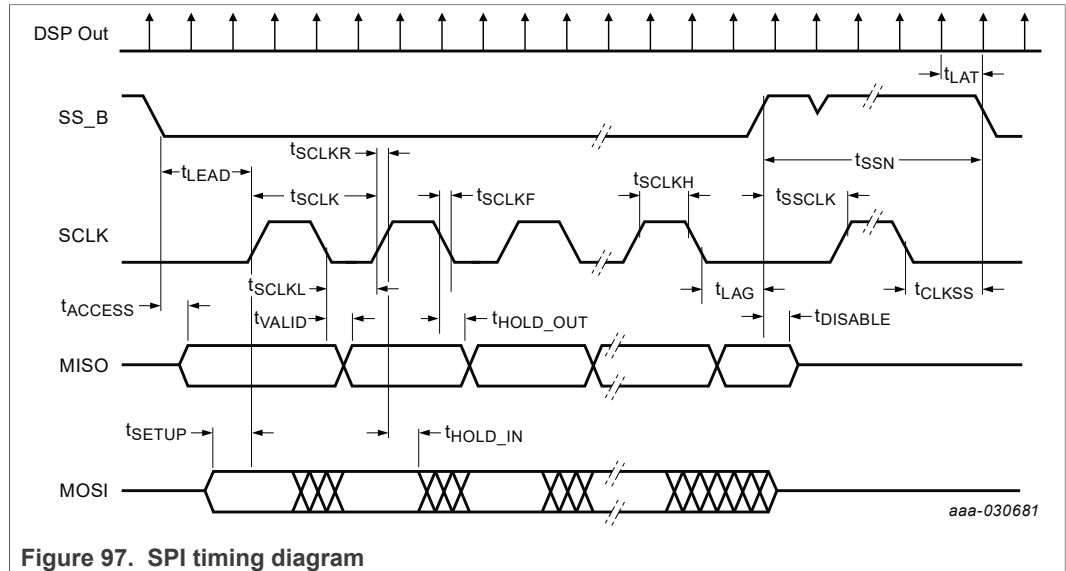 DSP Out
tLAT
SS_B
tSCLKR
tLEAD
tSCLK
tSCLKF
tSCLKH
tSSN
tSSCLK
SCLK
tACCESS
tSCLKL
tVALID
tHOLD_OUT
tLAG
tCLKSS
tDISABLE
MISO
tSETUP
tHOLD_IN
MOSI
aaa-030681
Figure 97. SPI timing diagram